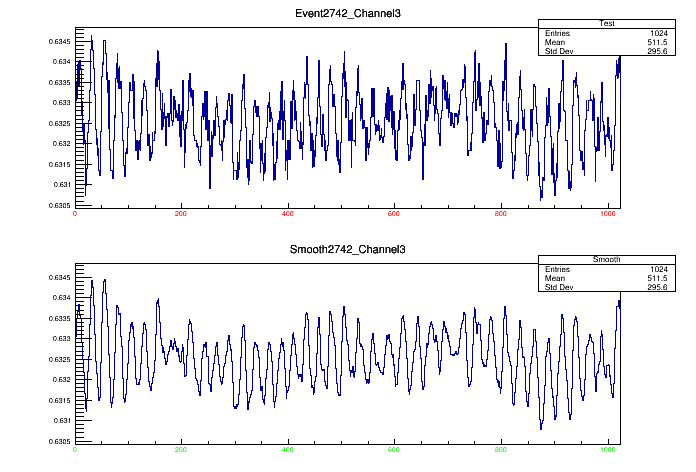 Event2742_Channel3
Test
Entries 1024
Mean 511.5
Std Dev 295.6
0.6345
0.634
0.6335
0.633
0.6325
0.632
0.6315
0.631
0.6305
0 200 400 600 800 1000
Smooth2742_Channel3
Smooth
Entries 1024
Mean 511.5
Std Dev 295.6
0.6345
0.634
0.6335
0.633
0.6325
0.632
0.6315
0.631
0.6305
0 200 400 600 800 1000